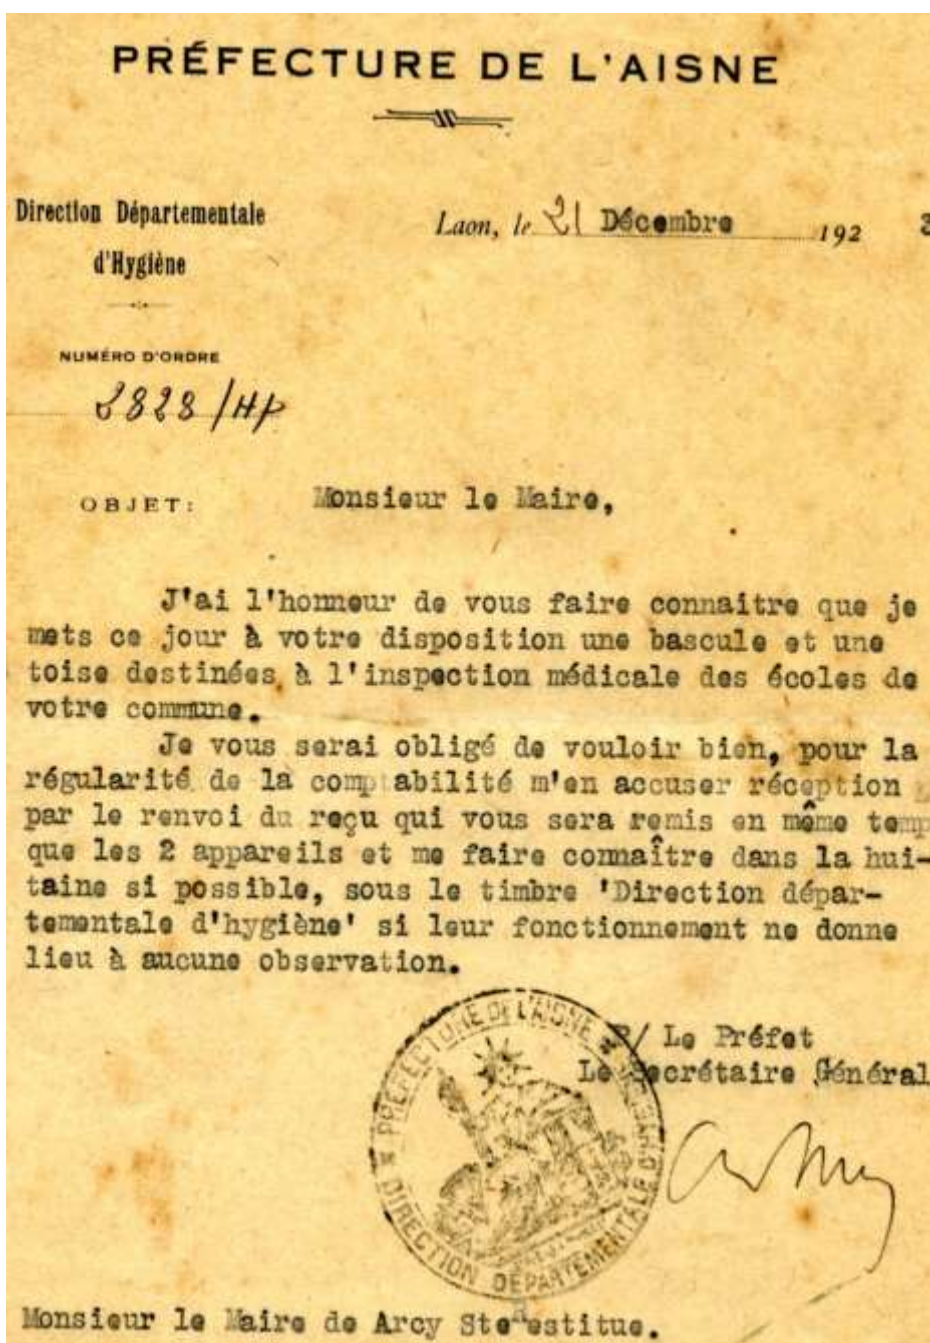 PRÉFECTURE DE L'AISNE
Direction Départementale
d'Hygiène
Laon, le 21 Décembre 192 3
NUMÉRO D'ORDRE
2828/HP
OBJET:
Monsieur le Maire,
J'ai l'honneur de vous faire connaitre que je
mets ce jour à votre disposition une bascule et une
toise destinées à l'inspection médicale des écoles de
votre commune.
Je vous serai obligé de vouloir bien, pour la
régularité de la comptabilité m'en accuser réception
par le renvoi du reçu qui vous sera remis en même temp
que les 2 appareils et me faire connaître dans la hui-
taine si possible, sous le timbre 'Direction dépar-
tementale d'hygiène' si leur fonctionnement ne donne
lieu à aucune observation.
P/ Le Préfet
Le Secrétaire Général
PRÉFECTURE DE L'AISNE
DIRECTION DÉPARTEMENTALE D'HYGIÈNE
Monsieur le Maire de Arcy Ste Restitue.